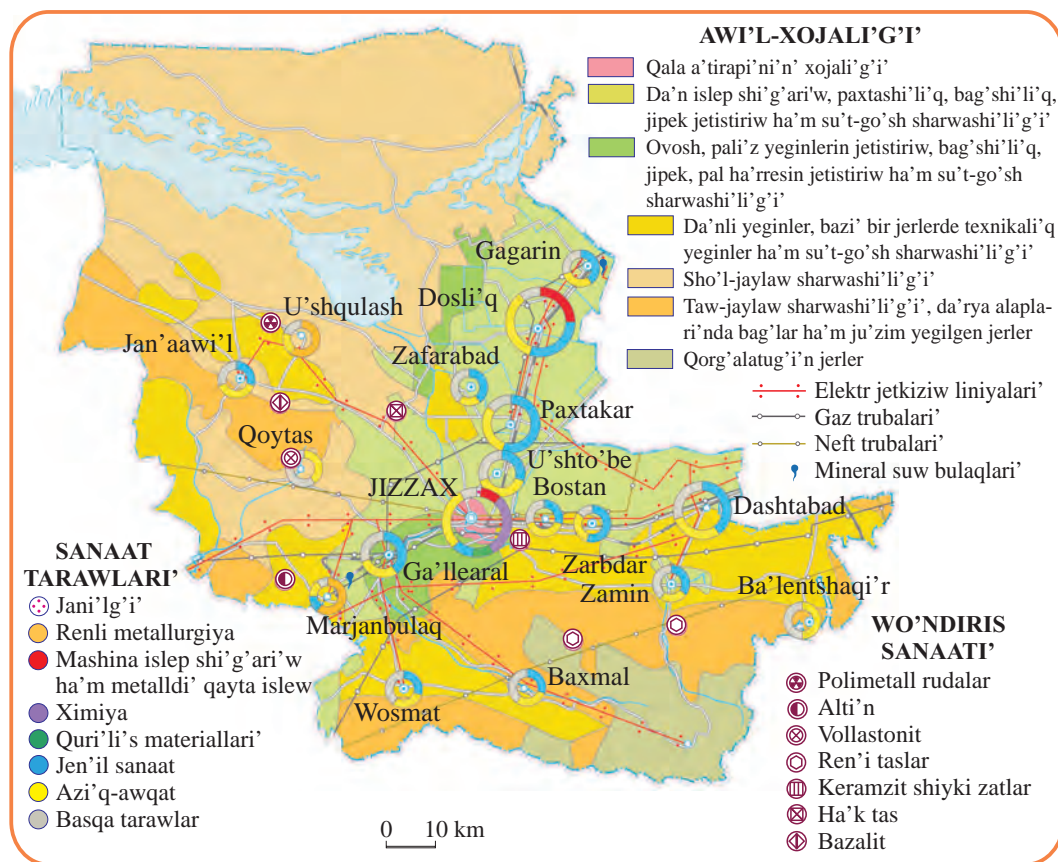 AWI'L-XOJALI'G'I'
Qala a'tirapi'ni'n' xojali'g'i'
Da'n islep shi'g'ari'w, paxtashi'li'q, bag'shi'li'q,
jipek jetistiriw ha'm su't-go'sh sharwashi'li'g'i'
Ovosh, pali'z yeginlerin jetistiriw, bag'shi'li'q,
jipek, pal ha'rresin jetistiriw ha'm su't-go'sh
sharwashi'li'g'i'
Da'nli yeginler, bazi' bir jerlerde texnikali'q
yeginler ha'm su't-go'sh sharwashi'li'g'i'
Sho'l-jaylaw sharwashi'li'g'i'
Taw-jaylaw sharwashi'li'g'i', da'rya alapla-
ri'nda bag'lar ha'm ju'zim yegilgen jerler
Qorg'alatug'i'n jerler
Elektr jetkiziw liniyalari'
Gaz trubalari'
Neft trubalari'
Mineral suw bulaqlari'
Gagarin
Dosli'q
U'shqulash
Jan'aawi'l
Zafarabad
Paxtakar
Qoytas
U'shto'be
JIZZAX
Bostan
Dashtabad
Ga'llearal
Zarbdar
Zamin
Ba'lentshaqi'r
Marjanbulaq
Baxmal
Wosmat
SANAAT
TARAWLARI'
Jani'lg'i'
Renli metallurgiya
Mashina islep shi'g'ari'w
ha'm metalldi' qayta islew
Ximiya
Quri'li's materiallari'
Jen'il sanaat
Azi'q-awqat
Basqa tarawlar
0 10 km
WO'NDIRIS
SANAATI'
Polimetall rudalar
Alti'n
Vollastonit
Ren'i taslar
Keramzit shiyki zatlar
Ha'k tas
Bazalit